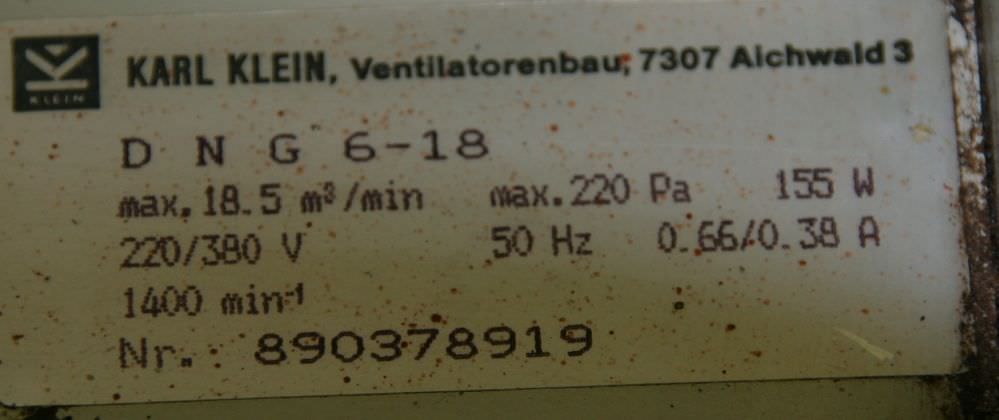 KLEIN
KARL KLEIN, Ventilatorenbau, 7307 Aichwald 3
D N G 6-18
max. 18.5 m³/min max. 220 Pa 155 W
220/380 V 50 Hz 0.66/0.38 A
1400 min⁻¹
Nr. 890378919